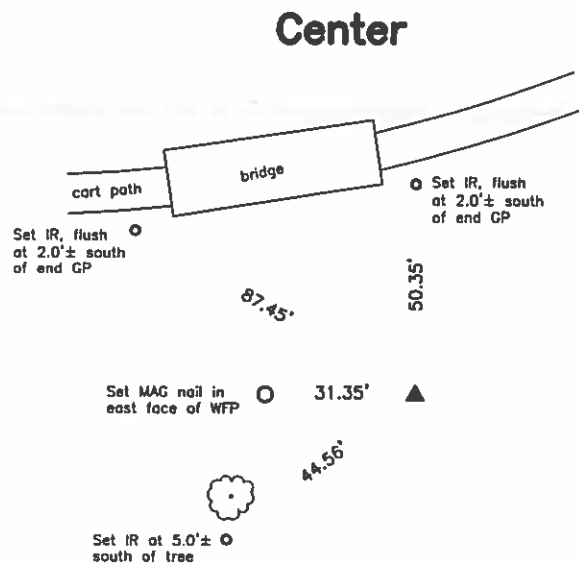 Center
bridge
cart path
Set IR, flush
at 2.0'± south
of end GP
Set IR, flush
at 2.0'± south
of end GP
87.45'
50.35'
Set MAG nail in
east face of WFP
31.35'
44.56'
Set IR at 5.0'±
south of tree